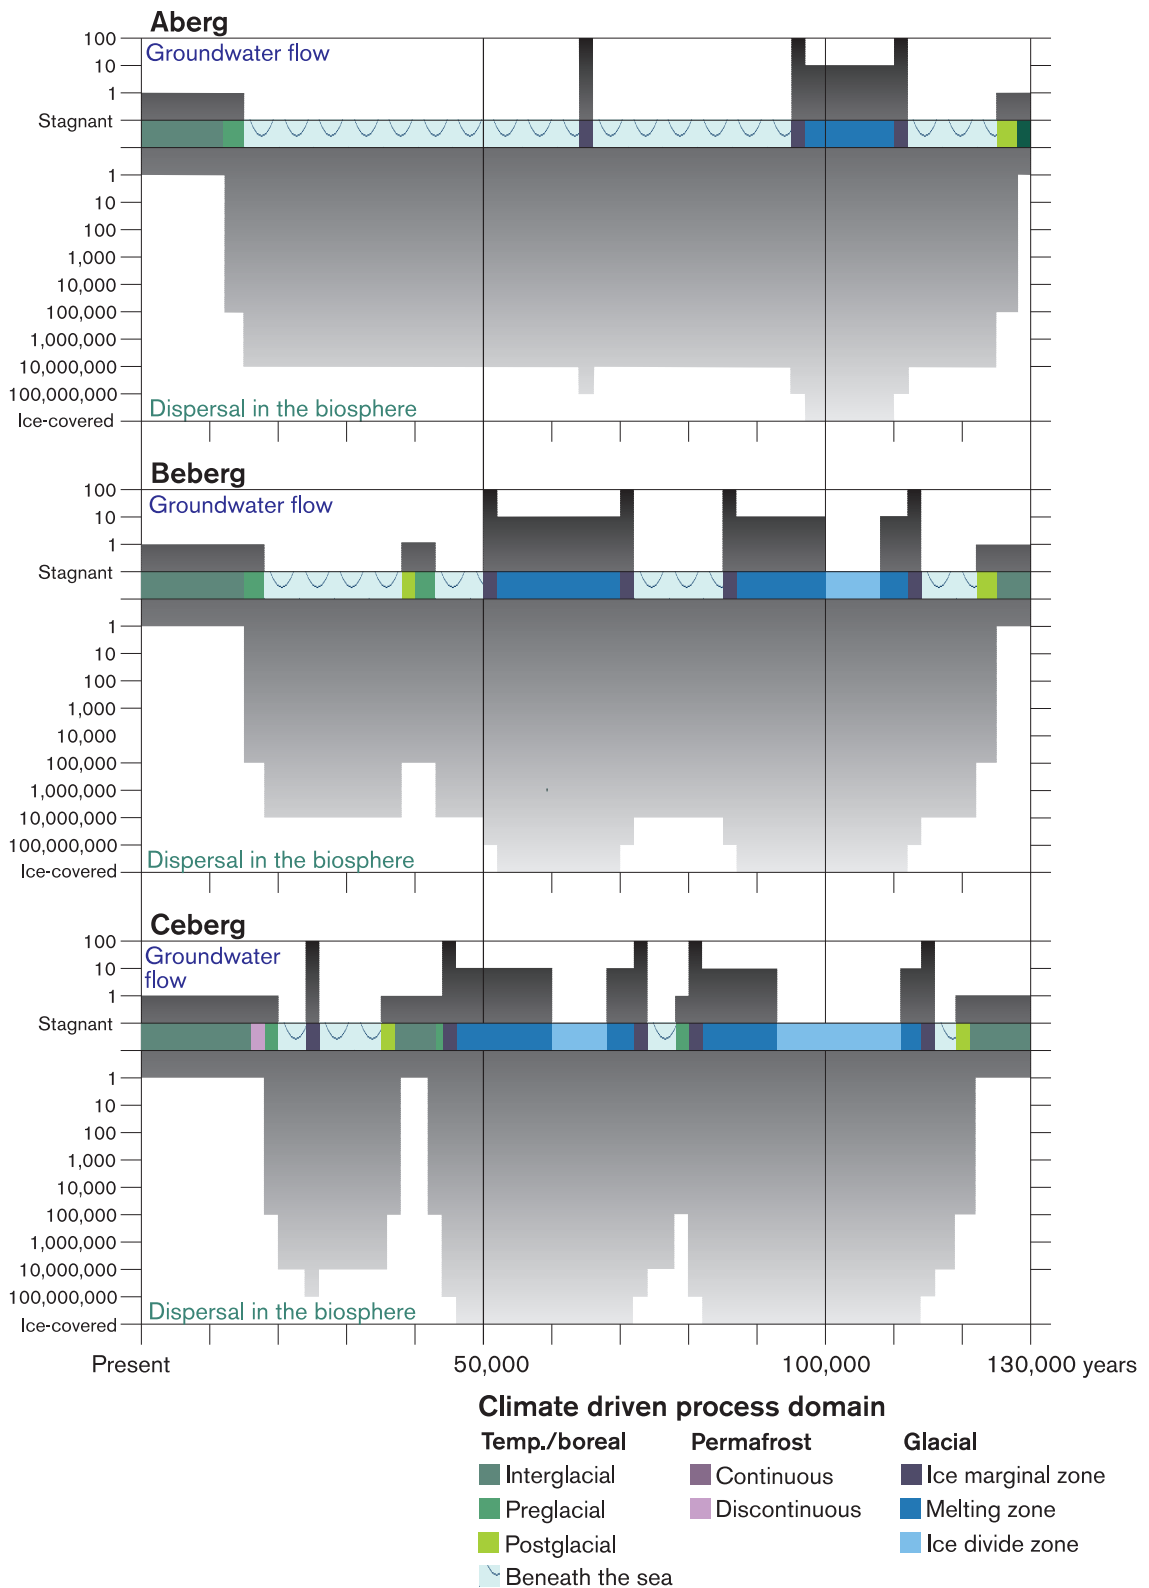 Aberg
100
Groundwater flow
10
1
Stagnant
1
10
100
1,000
10,000
100,000
1,000,000
10,000,000
100,000,000
Dispersal in the biosphere
Ice-covered
Beberg
100
Groundwater flow
10
1
Stagnant
1
10
100
1,000
10,000
100,000
1,000,000
10,000,000
100,000,000
Dispersal in the biosphere
Ice-covered
Ceberg
100
Groundwater
flow
10
1
Stagnant
1
10
100
1,000
10,000
100,000
1,000,000
10,000,000
100,000,000
Dispersal in the biosphere
Ice-covered
Present 50,000 100,000 130,000 years
Climate driven process domain
Temp./boreal Permafrost Glacial
Interglacial Continuous Ice marginal zone
Preglacial Discontinuous Melting zone
Postglacial Ice divide zone
Beneath the sea